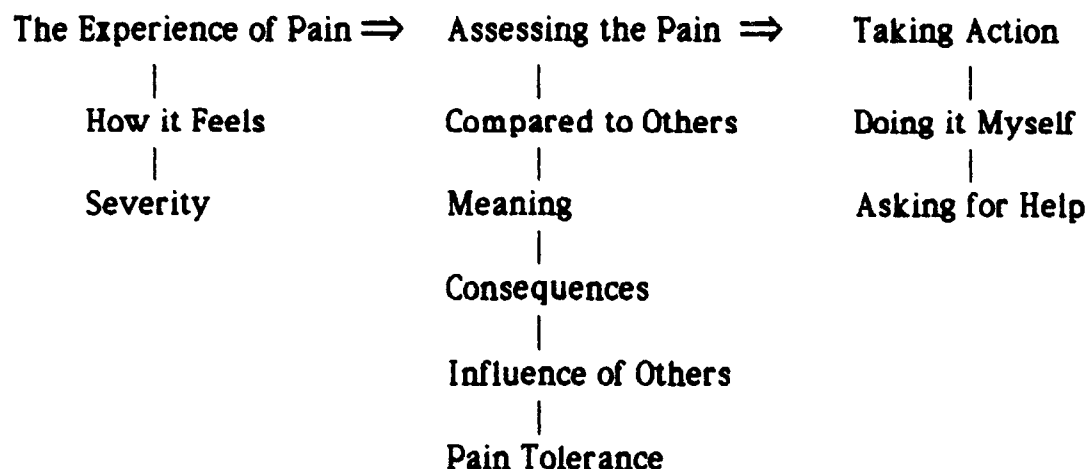 The Experience of Pain ⇒ Assessing the Pain ⇒ Taking Action
How it Feels Compared to Others Doing it Myself
Severity Meaning Asking for Help
Consequences
Influence of Others
Pain Tolerance